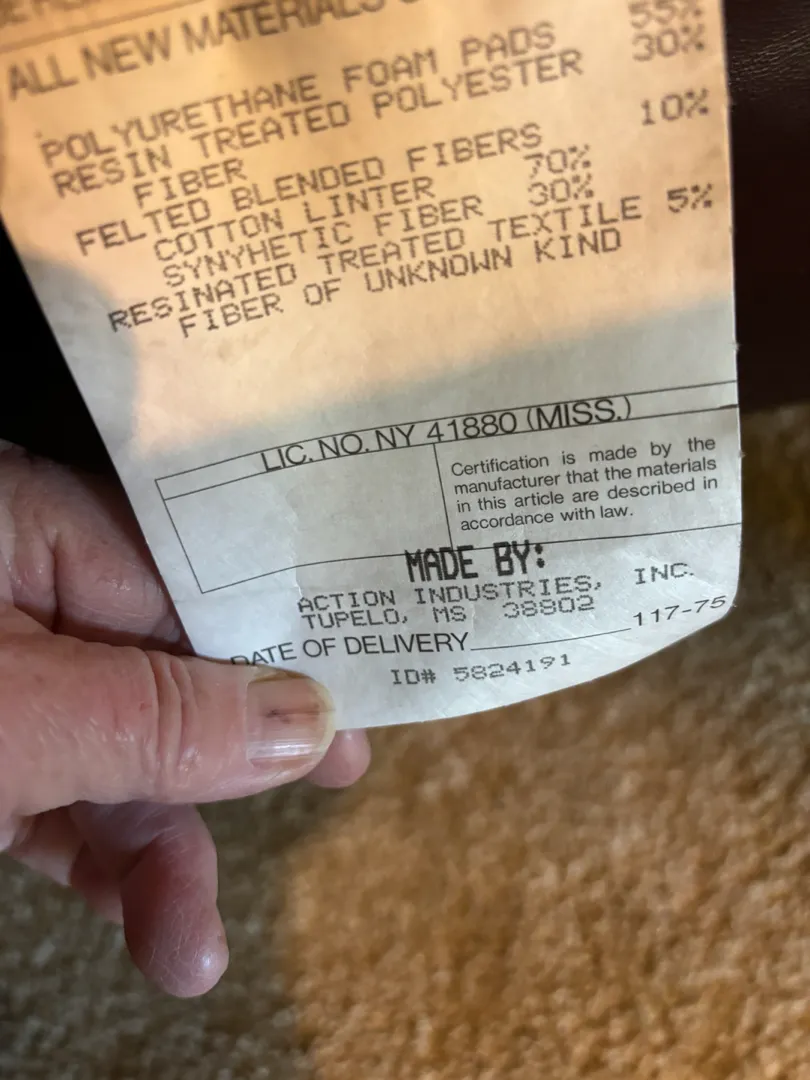 ALL NEW MATERIALS
POLYURETHANE FOAM PADS 55%
RESIN TREATED POLYESTER 30%
FIBER
FELTED BLENDED FIBERS 10%
COTTON LINTER 70%
SYNYHETIC FIBER 30%
RESINATED TREATED TEXTILE 5%
FIBER OF UNKNOWN KIND
LIC. NO. NY 41880 (MISS.)
Certification is made by the
manufacturer that the materials
in this article are described in
accordance with law.
MADE BY:
ACTION INDUSTRIES, INC.
TUPELO, MS 38802
DATE OF DELIVERY 117-75
ID# 5824191